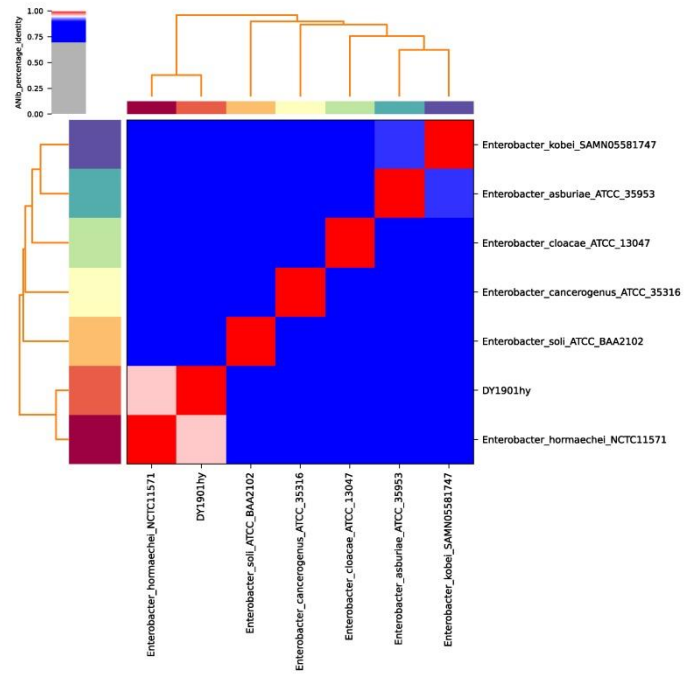 ANIb_percentage_identity
1.00
0.75
0.50
0.25
0.00
Enterobacter_kobei_SAMN05581747
Enterobacter_asburiae_ATCC_35953
Enterobacter_cloacae_ATCC_13047
Enterobacter_cancerogenus_ATCC_35316
Enterobacter_soli_ATCC_BAA2102
DY1901hy
Enterobacter_hormaechei_NCTC11571
Enterobacter_hormaechei_NCTC11571
DY1901hy
Enterobacter_soli_ATCC_BAA2102
Enterobacter_cancerogenus_ATCC_35316
Enterobacter_cloacae_ATCC_13047
Enterobacter_asburiae_ATCC_35953
Enterobacter_kobei_SAMN05581747